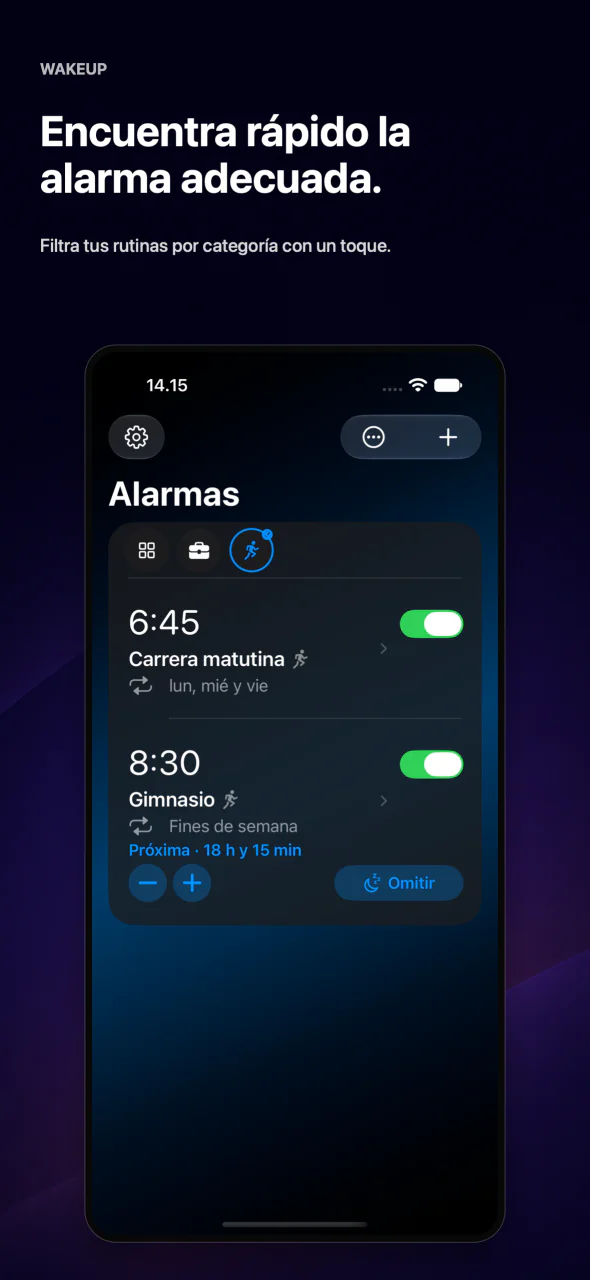 WAKEUP
Encuentra rápido la
alarma adecuada.
Filtra tus rutinas por categoría con un toque.
14.15
Alarmas
6:45
Carrera matutina
lun, mié y vie
8:30
Gimnasio
Fines de semana
Próxima · 18 h y 15 min
Omitir